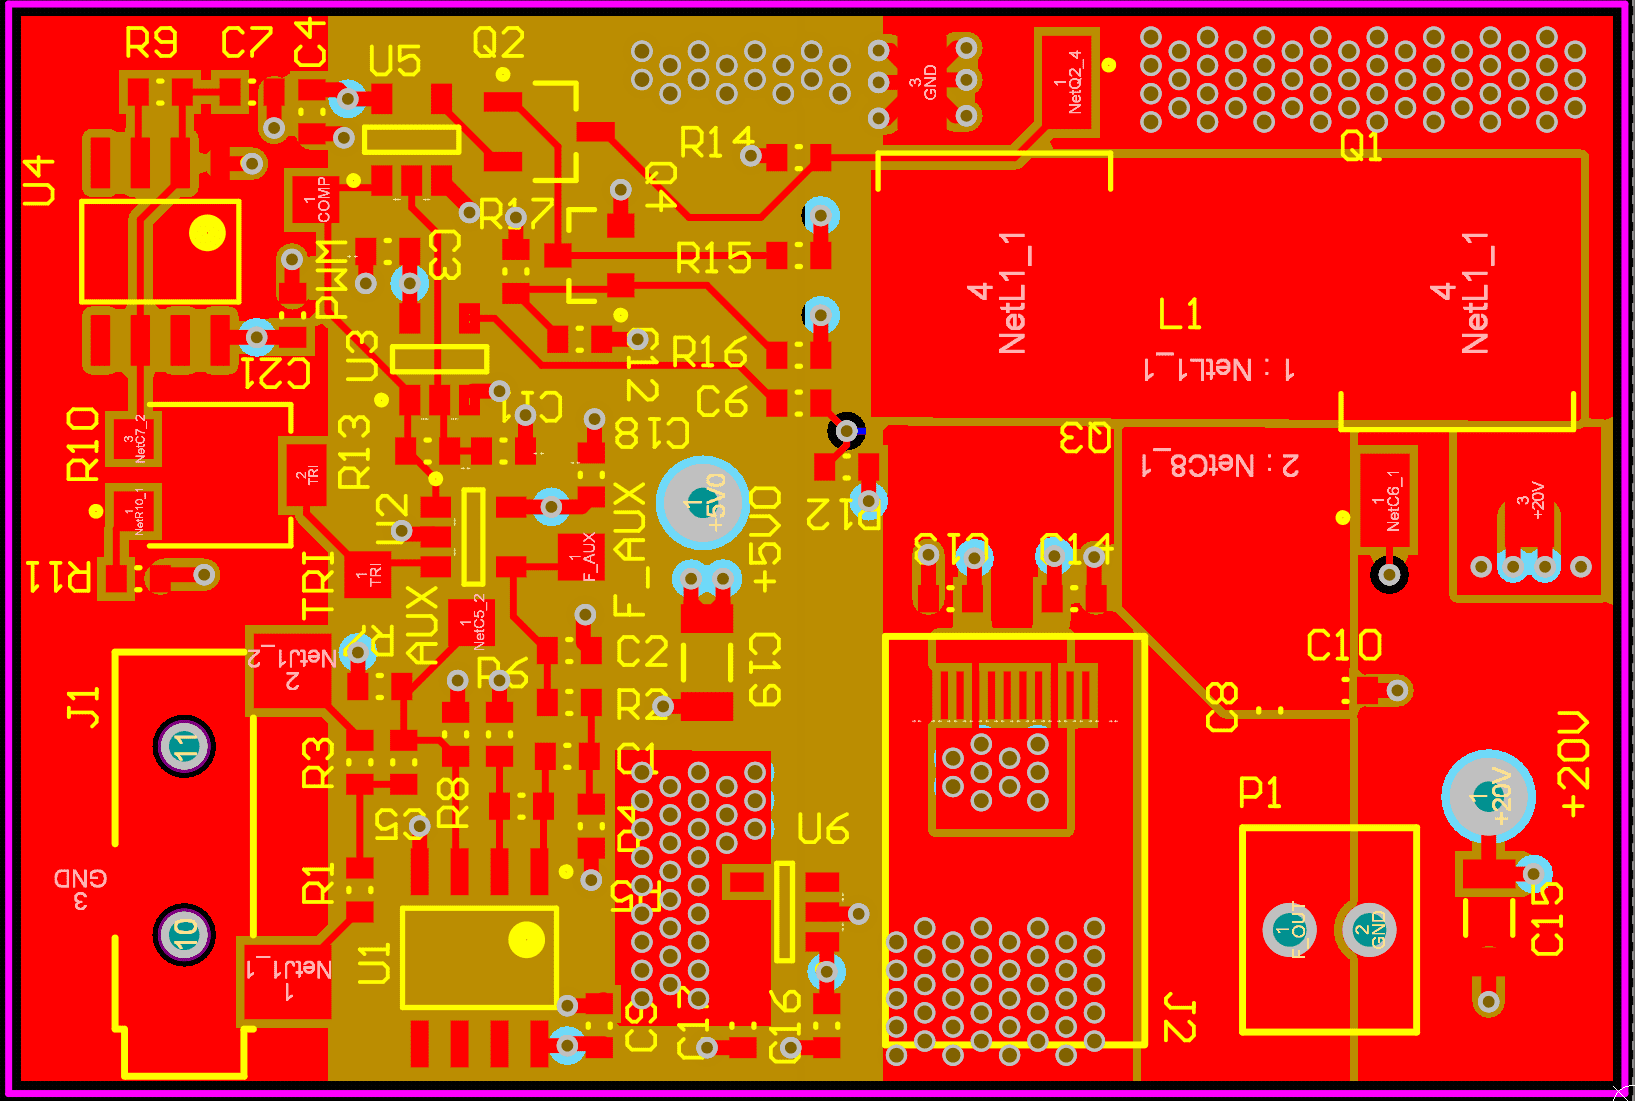 R9
C7
C4
U5
Q2
3
GND
1
NetQ2_4
R14
Q1
U4
1
COMP
Q4
R17
PWM
C3
R15
4
NetL1_1
4
NetL1_1
L1
U3
C21
C12
R16
1 : NetL1_1
C6
C1
R10
3
NetC7_2
R13
2
TRI
C18
Q3
2 : NetC8_1
1
NetC6_1
3
+20V
1
NetR10_1
U2
F_AUX
1
+5V0
+5V0
R12
C13
C14
R11
TRI
1
TRI
1
F_AUX
AUX
1
NetC5_2
NetJ1_2
2
R7
R6
C2
C19
C10
J1
R2
C8
11
R3
R8
C5
R4
U6
P1
1
+20V
+20V
3
GND
R1
R5
10
U1
1
F_OUT
2
GND
C15
NetJ1_1
1
C9
C17
C16
J2